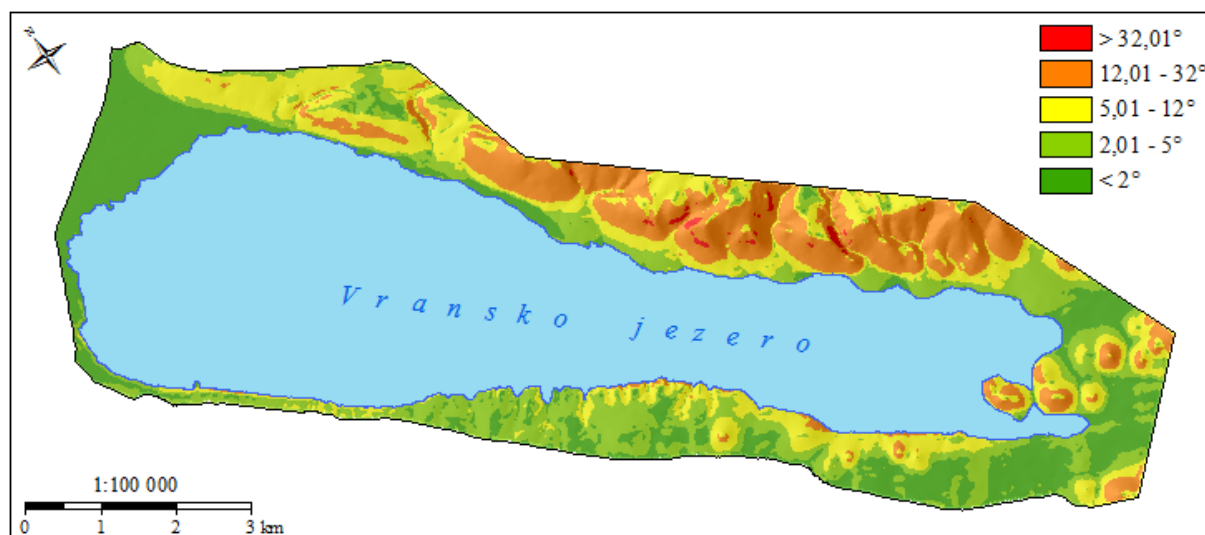 N
> 32,01°
12,01 - 32°
5,01 - 12°
2,01 - 5°
< 2°
Vransko jezero
1:100 000
0 1 2 3 km